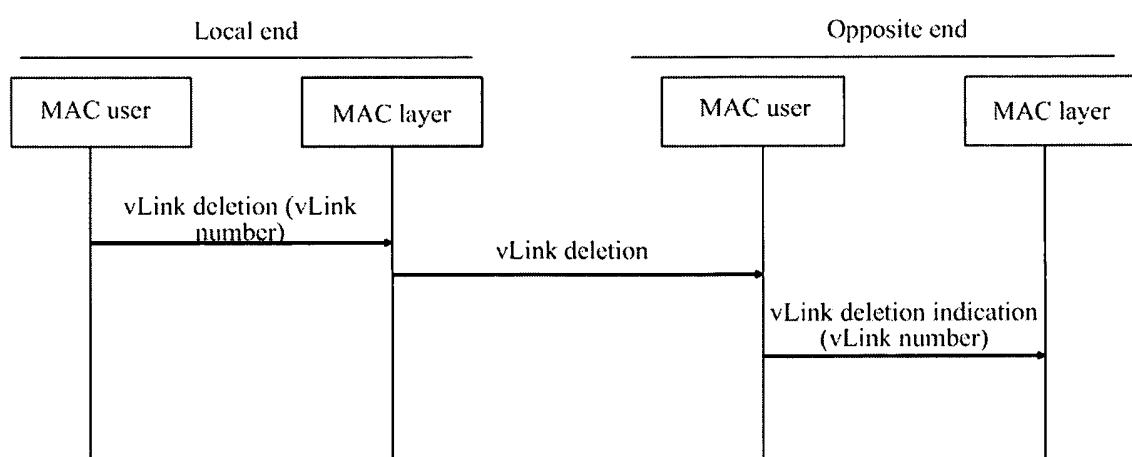 Local end
Opposite end
MAC user
MAC layer
MAC user
MAC layer
vLink deletion (vLink
number)
vLink deletion
vLink deletion indication
(vLink number)